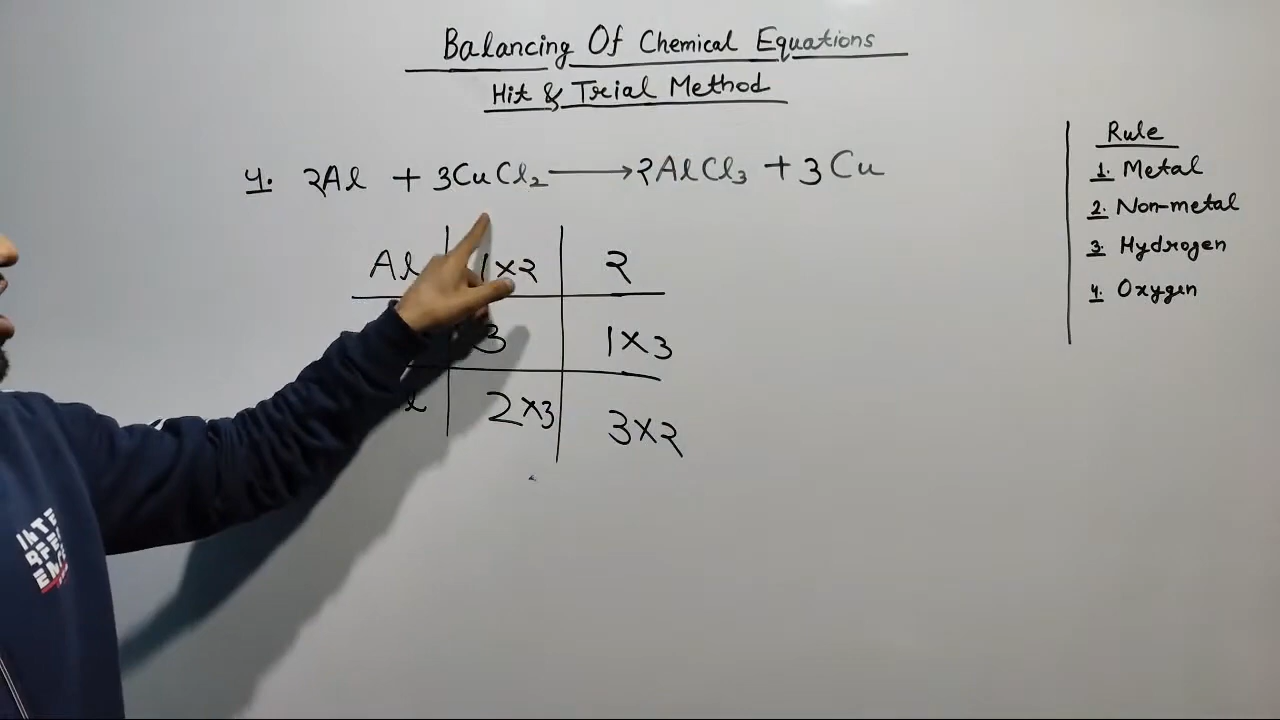 Balancing Of Chemical Equations
Hit & Trial Method
4. 2Al + 3CuCl₂ ⟶ 2AlCl₃ + 3Cu
Al 1×2 2
3 1×3
2×3 3×2
Rule
1. Metal
2. Non-metal
3. Hydrogen
4. Oxygen